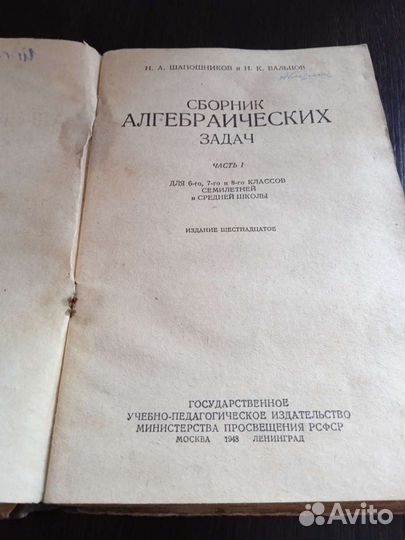 Н. А. ШАПОШНИКОВ и Н. К. ВАЛЬЦОВ
СБОРНИК
АЛГЕБРАИЧЕСКИХ
ЗАДАЧ
ЧАСТЬ I
ДЛЯ 6-го, 7-го и 8-го КЛАССОВ
СЕМИЛЕТНЕЙ
и СРЕДНЕЙ ШКОЛЫ
ИЗДАНИЕ ШЕСТНАДЦАТОЕ
ГОСУДАРСТВЕННОЕ
УЧЕБНО-ПЕДАГОГИЧЕСКОЕ ИЗДАТЕЛЬСТВО
МИНИСТЕРСТВА ПРОСВЕЩЕНИЯ РСФСР
МОСКВА 1948 ЛЕНИНГРАД
Avito